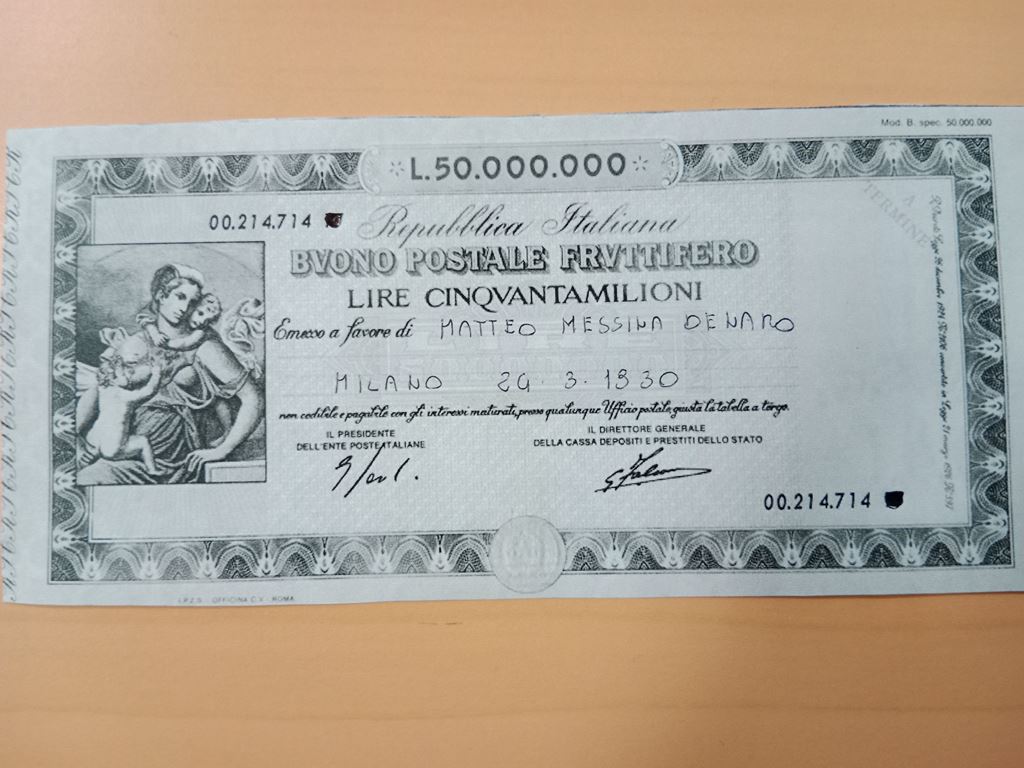 Mod. B. spec. 50.000.000
L.50.000.000
00.214.714
Repubblica Italiana
BVONO POSTALE FRVTTIFERO
LIRE CINQVANTAMILIONI
Emesso a favore di MATTEO MESSINA DENARO
MILANO 29.3.1930
non cedibile e pagabile con gli interessi maturati, presso qualunque Ufficio postale, giusta la tabella a tergo.
IL PRESIDENTE
DELL'ENTE POSTE ITALIANE
IL DIRETTORE GENERALE
DELLA CASSA DEPOSITI E PRESTITI DELLO STATO
00.214.714
A
TERMINE
I.P.Z.S. - OFFICINA C.V. - ROMA